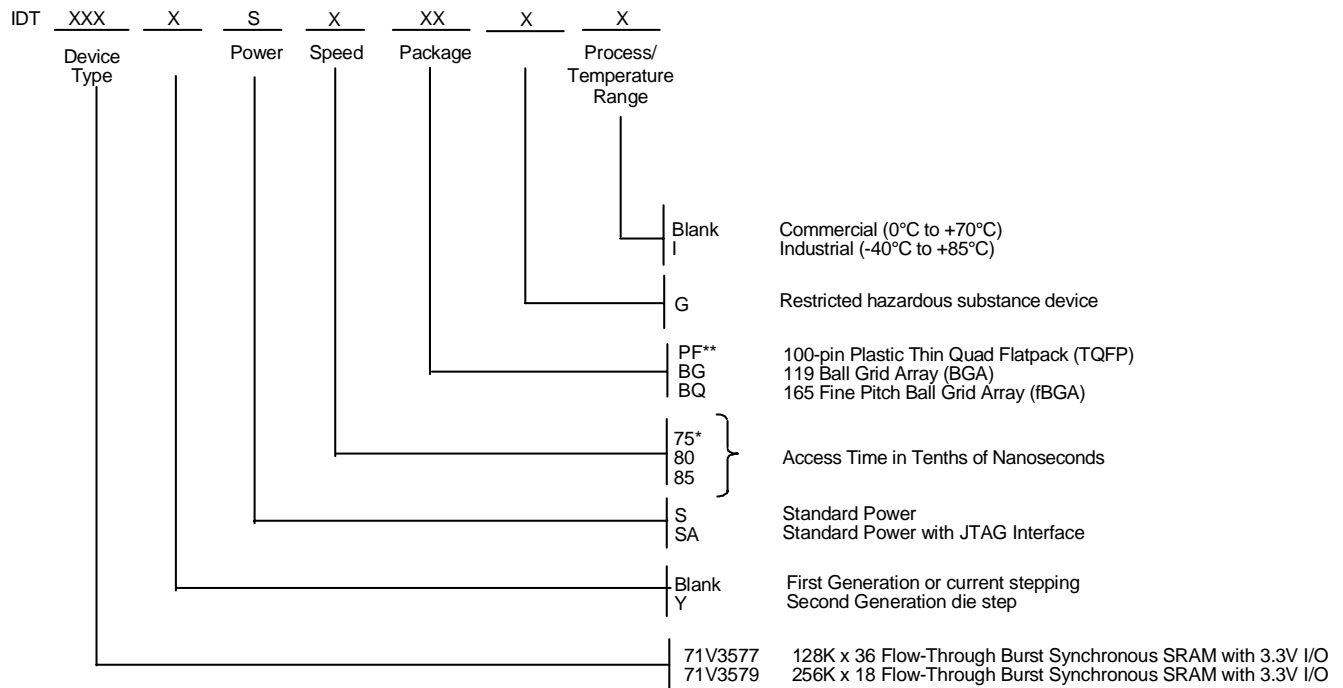 IDT XXX X S X XX X X
Device Type
Power
Speed
Package
Process/
Temperature
Range
Blank Commercial (0°C to +70°C)
I Industrial (-40°C to +85°C)
G Restricted hazardous substance device
PF** 100-pin Plastic Thin Quad Flatpack (TQFP)
BG 119 Ball Grid Array (BGA)
BQ 165 Fine Pitch Ball Grid Array (fBGA)
75*
80 Access Time in Tenths of Nanoseconds
85
S Standard Power
SA Standard Power with JTAG Interface
Blank First Generation or current stepping
Y Second Generation die step
71V3577 128K x 36 Flow-Through Burst Synchronous SRAM with 3.3V I/O
71V3579 256K x 18 Flow-Through Burst Synchronous SRAM with 3.3V I/O